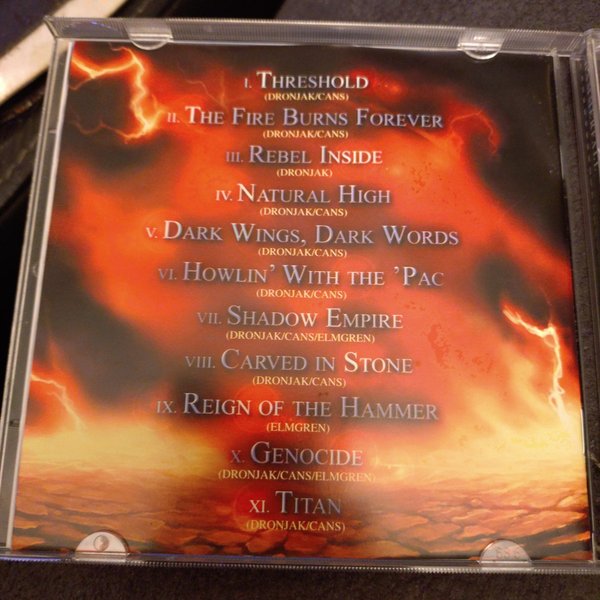 I. THRESHOLD
(DRONJAK/CANS)
II. THE FIRE BURNS FOREVER
(DRONJAK/CANS)
III. REBEL INSIDE
(DRONJAK)
IV. NATURAL HIGH
(DRONJAK/CANS)
V. DARK WINGS, DARK WORDS
(DRONJAK/CANS)
VI. HOWLIN' WITH THE 'PAC
(DRONJAK/CANS)
VII. SHADOW EMPIRE
(DRONJAK/CANS/ELMGREN)
VIII. CARVED IN STONE
(DRONJAK/CANS)
IX. REIGN OF THE HAMMER
(ELMGREN)
X. GENOCIDE
(DRONJAK/CANS/ELMGREN)
XI. TITAN
(DRONJAK/CANS)